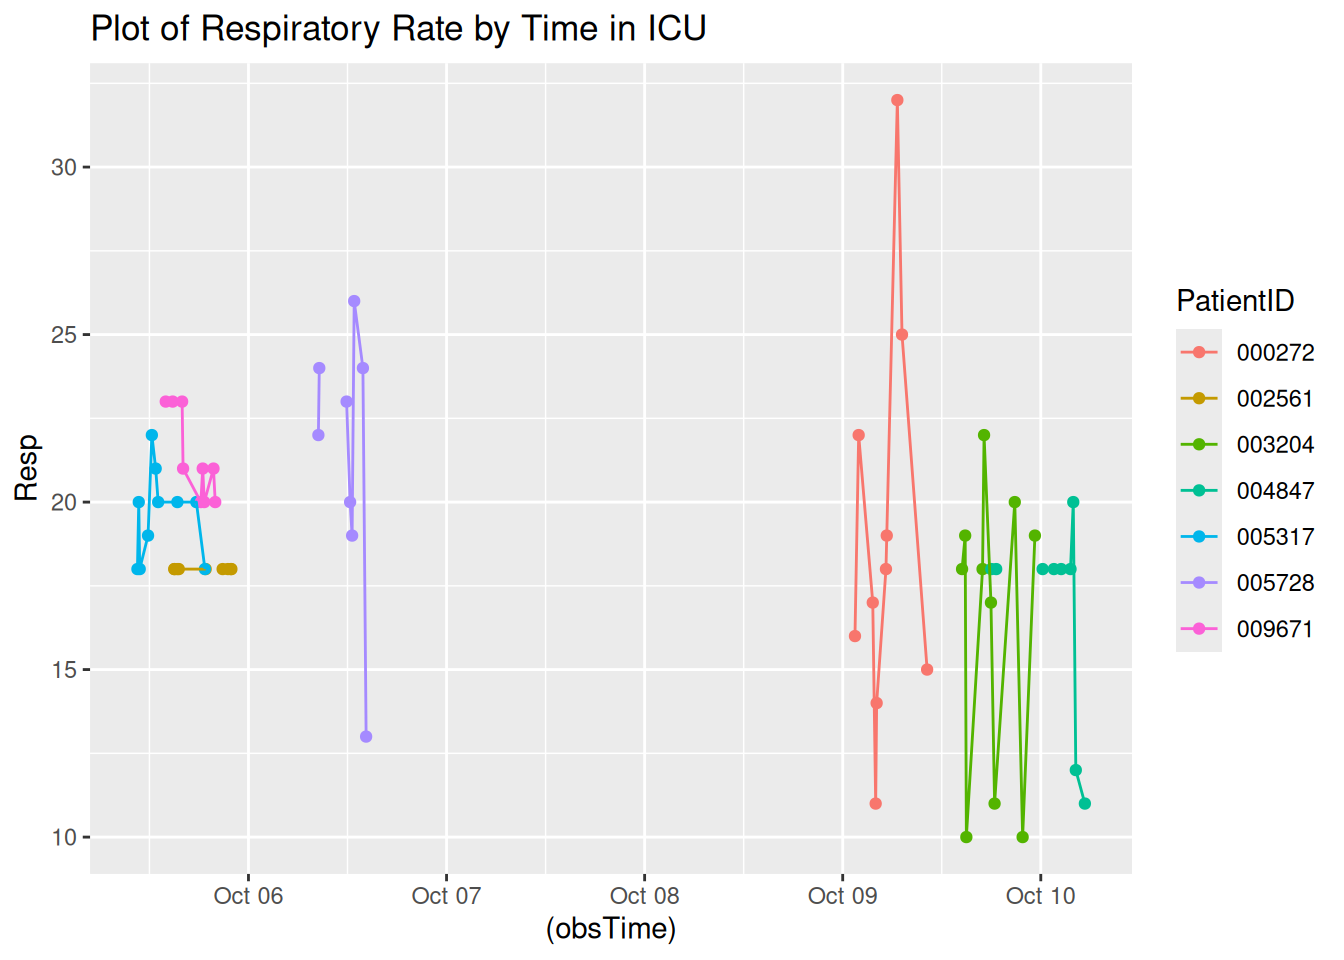 Plot of Respiratory Rate by Time in ICU
30
25
20
15
10
Resp
Oct 06 Oct 07 Oct 08 Oct 09 Oct 10
(obsTime)
PatientID
000272
002561
003204
004847
005317
005728
009671